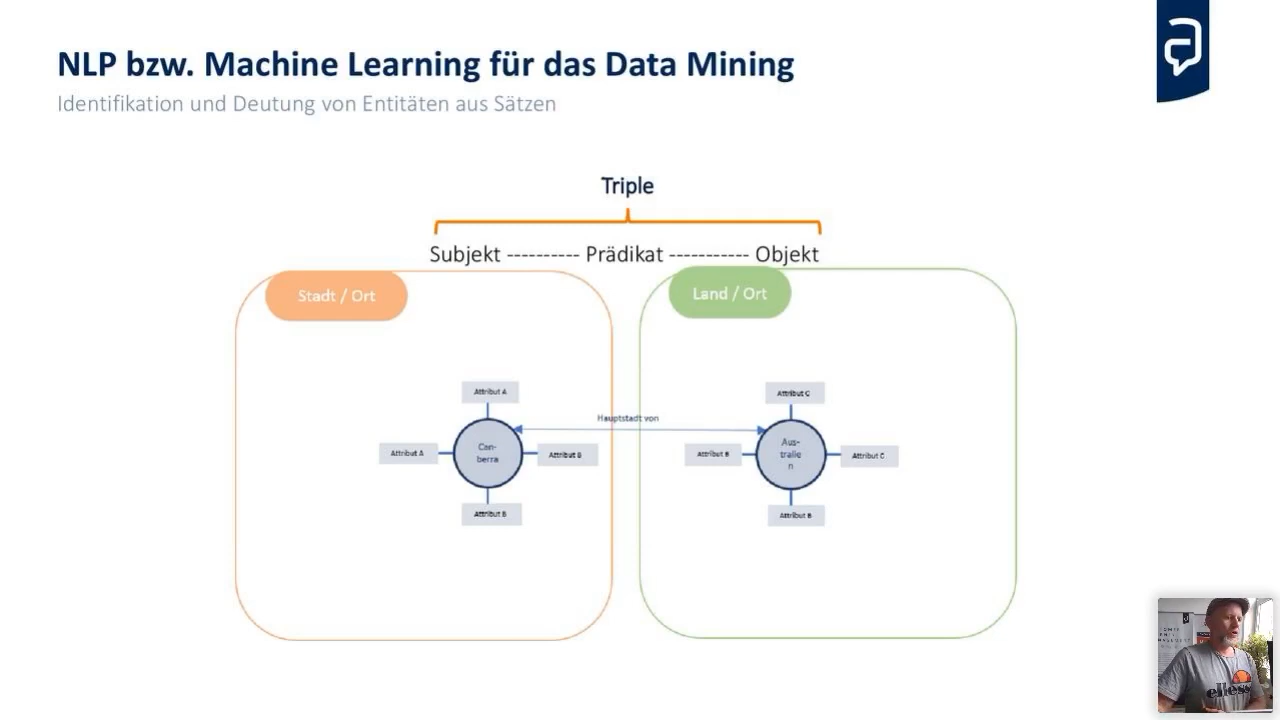 NLP bzw. Machine Learning für das Data Mining
Identifikation und Deutung von Entitäten aus Sätzen
Triple
Subjekt ---------- Prädikat ----------- Objekt
Stadt / Ort
Land / Ort
Attribut A
Attribut C
Hauptstadt von
Attribut A
Can-
berra
Attribut B
Attribut B
Aus-
tralie
n
Attribut C
Attribut B
Attribut B
ellesse